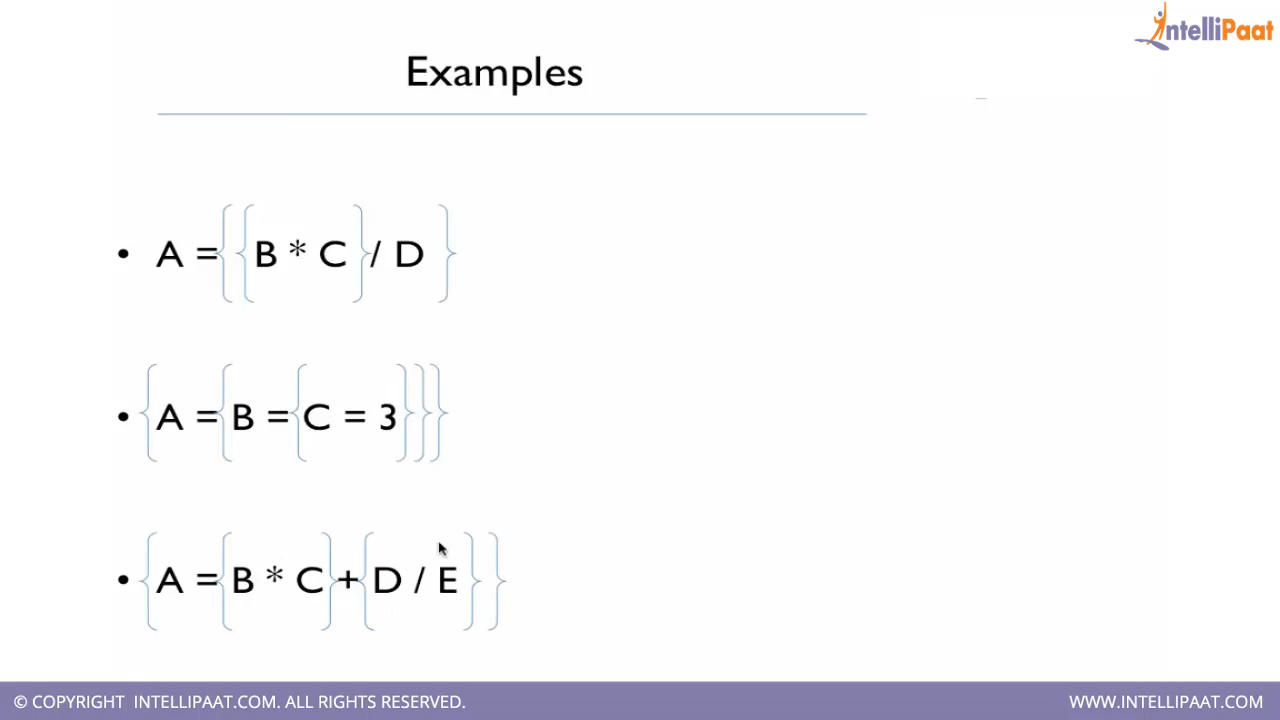 IntelliPaat
Examples
• A = { { B * C } / D }
• { A = { B = { C = 3 } } }
• { A = { B * C } + { D / E } }
© COPYRIGHT INTELLIPAAT.COM. ALL RIGHTS RESERVED.
WWW.INTELLIPAAT.COM